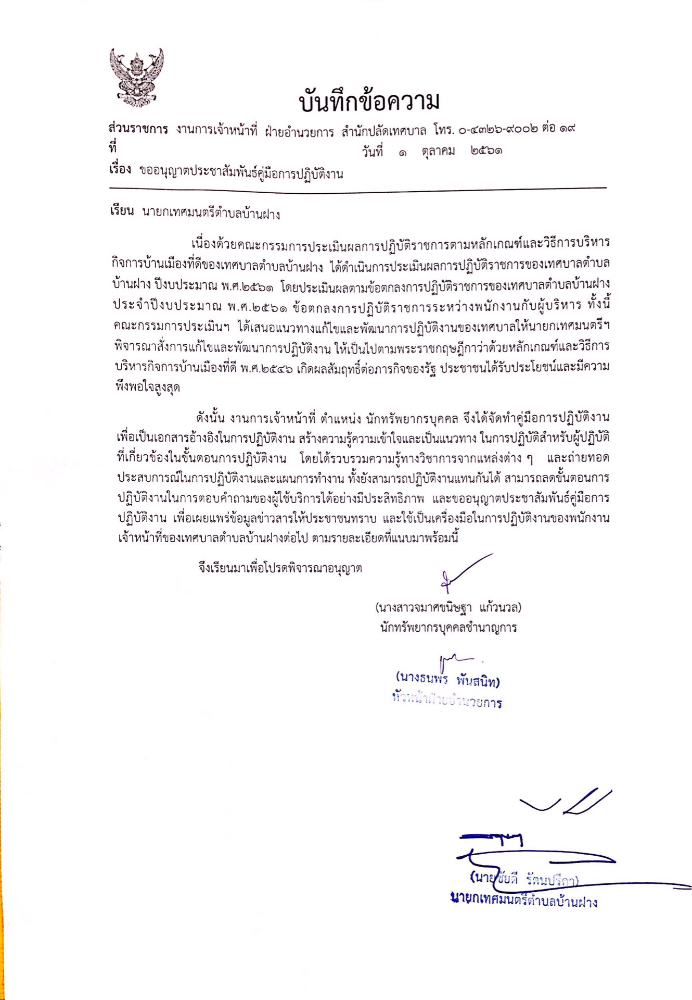 บันทึกข้อความ
ส่วนราชการ งานการเจ้าหน้าที่ ฝ่ายอำนวยการ สำนักปลัดเทศบาล โทร. ๐-๔๓๒๖-๙๐๐๒ ต่อ ๑๙
ที่ วันที่ ๑ ตุลาคม ๒๕๖๑
เรื่อง ขออนุญาตประชาสัมพันธ์คู่มือการปฏิบัติงาน
เรียน นายกเทศมนตรีตำบลบ้านฝาง
เนื่องด้วยคณะกรรมการประเมินผลการปฏิบัติราชการตามหลักเกณฑ์และวิธีการบริหาร
กิจการบ้านเมืองที่ดีของเทศบาลตำบลบ้านฝาง ได้ดำเนินการประเมินผลการปฏิบัติราชการของเทศบาลตำบล
บ้านฝาง ปีงบประมาณ พ.ศ.๒๕๖๑ โดยประเมินผลตามข้อตกลงการปฏิบัติราชการของเทศบาลตำบลบ้านฝาง
ประจำปีงบประมาณ พ.ศ.๒๕๖๑ ข้อตกลงการปฏิบัติราชการระหว่างพนักงานกับผู้บริหาร ทั้งนี้
คณะกรรมการประเมินฯ ได้เสนอแนวทางแก้ไขและพัฒนาการปฏิบัติงานของเทศบาลให้นายกเทศมนตรีฯ
พิจารณาสั่งการแก้ไขและพัฒนาการปฏิบัติงาน ให้เป็นไปตามพระราชกฤษฎีกาว่าด้วยหลักเกณฑ์และวิธีการ
บริหารกิจการบ้านเมืองที่ดี พ.ศ.๒๕๔๖ เกิดผลสัมฤทธิ์ต่อภารกิจของรัฐ ประชาชนได้รับประโยชน์และมีความ
พึงพอใจสูงสุด
ดังนั้น งานการเจ้าหน้าที่ ตำแหน่ง นักทรัพยากรบุคคล จึงได้จัดทำคู่มือการปฏิบัติงาน
เพื่อเป็นเอกสารอ้างอิงในการปฏิบัติงาน สร้างความรู้ความเข้าใจและเป็นแนวทาง ในการปฏิบัติสำหรับผู้ปฏิบัติ
ที่เกี่ยวข้องในขั้นตอนการปฏิบัติงาน โดยได้รวบรวมความรู้ทางวิชาการจากแหล่งต่าง ๆ และถ่ายทอด
ประสบการณ์ในการปฏิบัติงานและแผนการทำงาน ทั้งยังสามารถปฏิบัติงานแทนกันได้ สามารถลดขั้นตอนการ
ปฏิบัติงานในการตอบคำถามของผู้ใช้บริการได้อย่างมีประสิทธิภาพ และขออนุญาตประชาสัมพันธ์คู่มือการ
ปฏิบัติงาน เพื่อเผยแพร่ข้อมูลข่าวสารให้ประชาชนทราบ และใช้เป็นเครื่องมือในการปฏิบัติงานของพนักงาน
เจ้าหน้าที่ของเทศบาลตำบลบ้านฝางต่อไป ตามรายละเอียดที่แนบมาพร้อมนี้
จึงเรียนมาเพื่อโปรดพิจารณาอนุญาต
(นางสาวจมาศขนิษฐา แก้วนวล)
นักทรัพยากรบุคคลชำนาญการ
(นางธนพร พันสนิท)
หัวหน้าฝ่ายอำนวยการ
(นายชัยดี รัตนปรีดา)
นายกเทศมนตรีตำบลบ้านฝาง